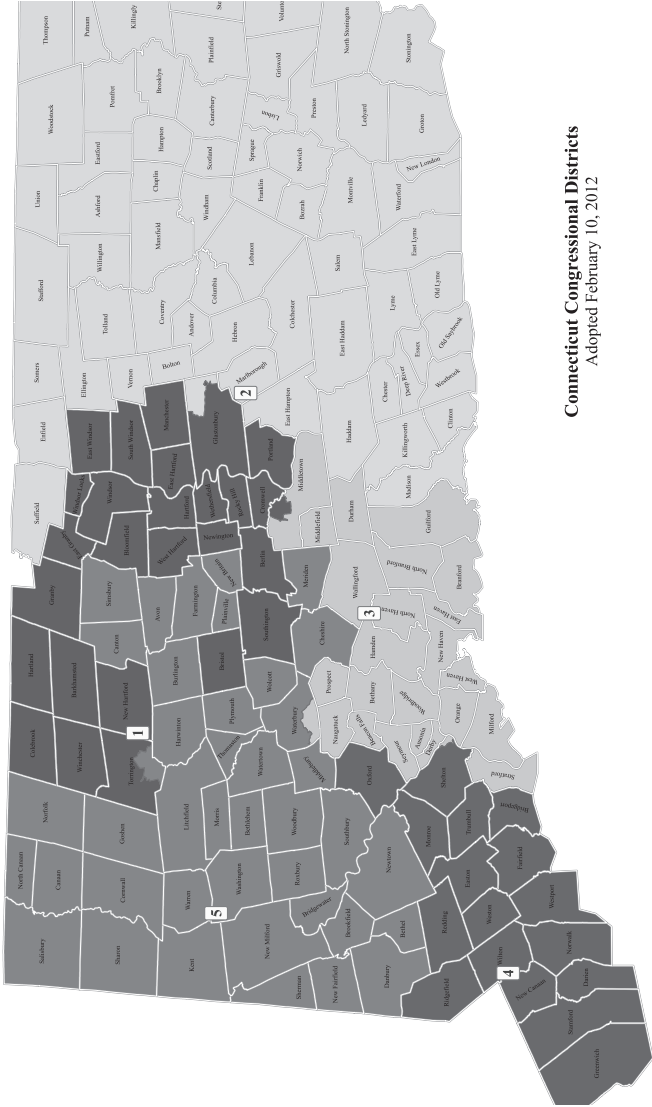 Salisbury
North Canaan
Canaan
Norfolk
Colebrook
Hartland
Granby
Suffield
Enfield
Somers
Stafford
Union
Woodstock
Thompson
Sharon
Cornwall
Goshen
Winchester
Barkhamsted
East Granby
Windsor Locks
East Windsor
Ellington
Willington
Ashford
Eastford
Pomfret
Putnam
Torrington
New Hartford
1
Canton
Simsbury
Bloomfield
Windsor
South Windsor
Vernon
Tolland
Killingly
Kent
Warren
Litchfield
Harwinton
Burlington
Avon
West Hartford
Hartford
East Hartford
Manchester
Bolton
Coventry
Mansfield
Chaplin
Hampton
Brooklyn
5
New Milford
Washington
Morris
Thomaston
Plymouth
Bristol
Farmington
Plainville
New Britain
Newington
Wethersfield
Rocky Hill
Glastonbury
Andover
Columbia
Windham
Scotland
Canterbury
Plainfield
Sherman
Roxbury
Bethlehem
Watertown
Wolcott
Southington
Berlin
Cromwell
Portland
2
Marlborough
Hebron
Lebanon
Franklin
Sprague
Lisbon
Griswold
New Fairfield
Bridgewater
Woodbury
Middlebury
Waterbury
Cheshire
Meriden
Middlefield
Middletown
East Hampton
Colchester
Bozrah
Norwich
Preston
North Stonington
Danbury
Brookfield
Southbury
Naugatuck
Prospect
Wallingford
Durham
Haddam
East Haddam
Salem
Montville
Ledyard
Bethel
Newtown
Oxford
Beacon Falls
Bethany
Hamden
3
North Haven
North Branford
Guilford
Madison
Killingworth
Chester
Deep River
Essex
Lyme
Waterford
New London
Groton
Stonington
Ridgefield
Redding
Monroe
Shelton
Seymour
Ansonia
Derby
Woodbridge
New Haven
East Haven
Branford
Clinton
Westbrook
Old Saybrook
Old Lyme
East Lyme
4
Wilton
Weston
Easton
Trumbull
Orange
West Haven
Milford
Stratford
New Canaan
Norwalk
Westport
Fairfield
Bridgeport
Greenwich
Stamford
Darien
Connecticut Congressional Districts
Adopted February 10, 2012